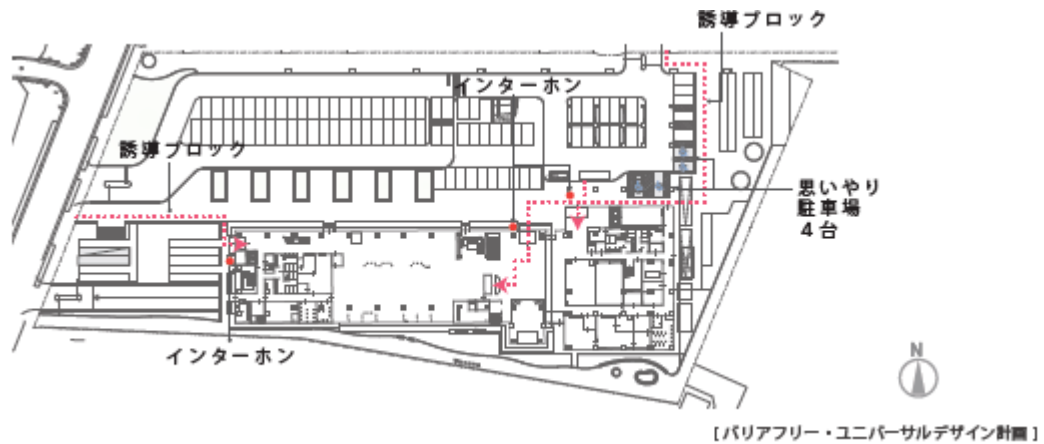 誘導ブロック
インターホン
誘導ブロック
思いやり
駐車場
4台
インターホン
N
[バリアフリー・ユニバーサルデザイン計画]